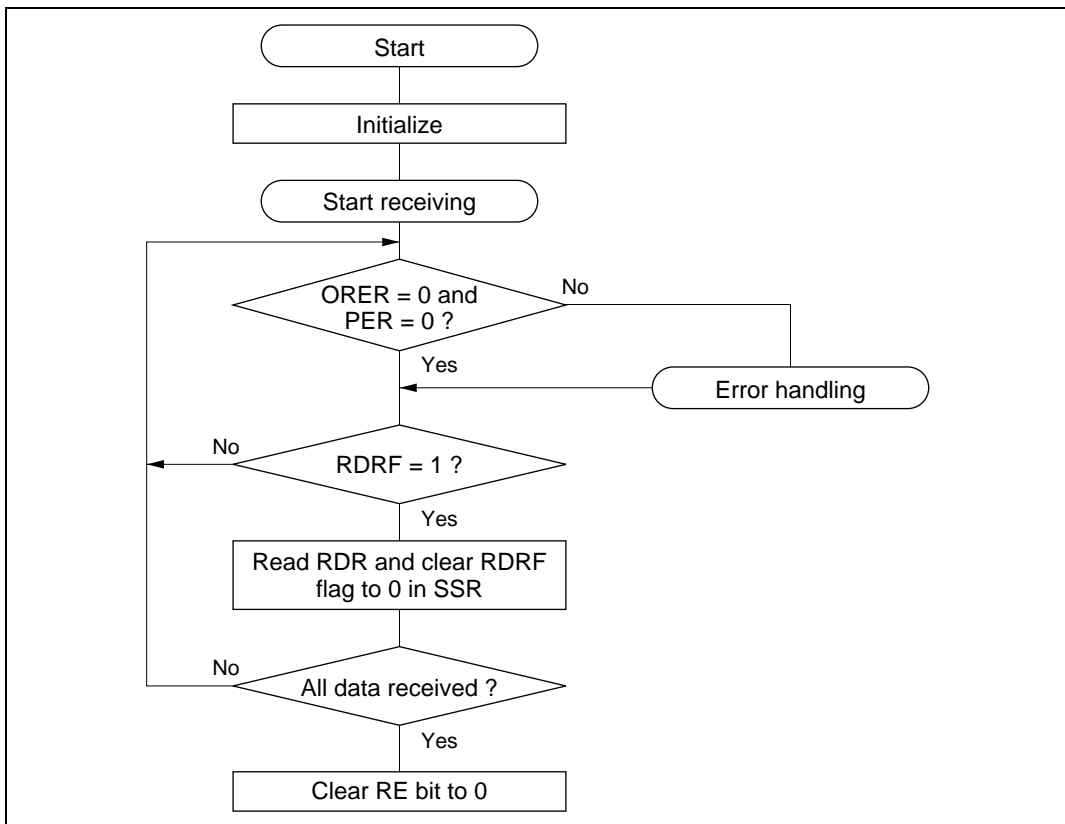 Start
Initialize
Start receiving
ORER = 0 and
PER = 0 ?
No
Yes
Error handling
No
RDRF = 1 ?
Yes
Read RDR and clear RDRF
flag to 0 in SSR
No
All data received ?
Yes
Clear RE bit to 0